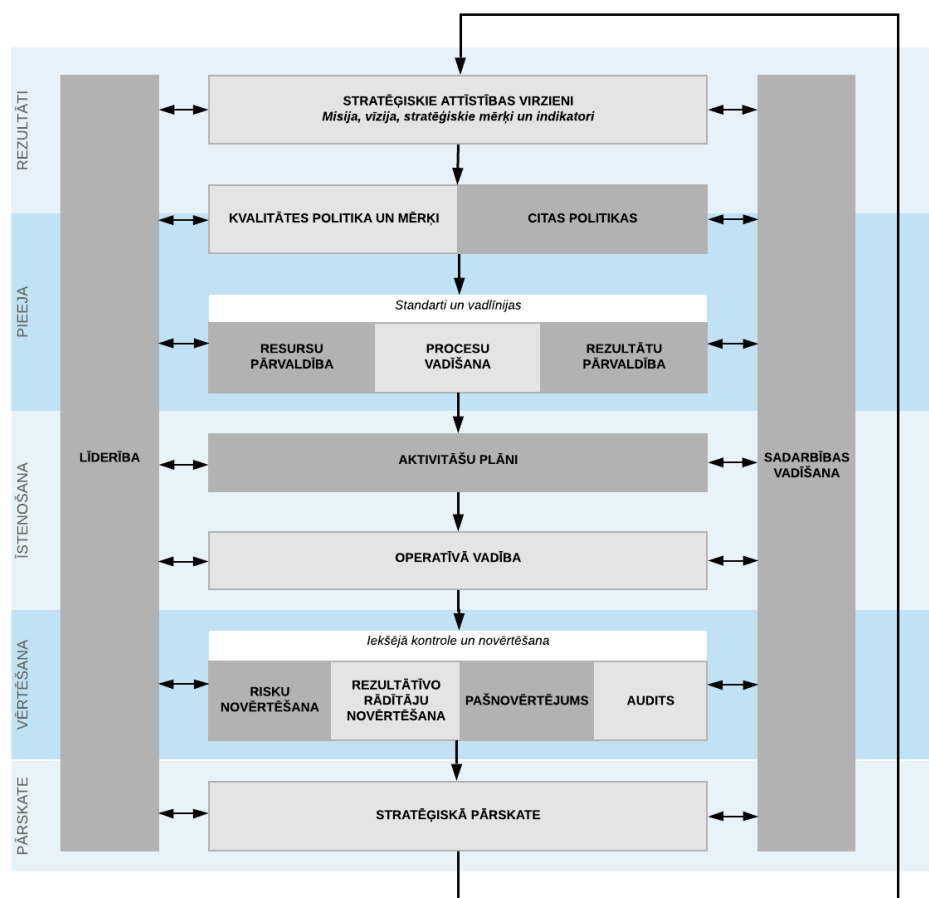 REZULTĀTI
STRATĒĢISKIE ATTĪSTĪBAS VIRZIENI
Misija, vīzija, stratēģiskie mērķi un indikatori
KVALITĀTES POLITIKA UN MĒRĶI
CITAS POLITIKAS
PIEEJA
Standarti un vadlīnijas
RESURSU
PĀRVALDĪBA
PROCESU
VADĪŠANA
REZULTĀTU
PĀRVALDĪBA
LĪDERĪBA
SADARBĪBAS
VADĪŠANA
ĪSTENOŠANA
AKTIVITĀŠU PLĀNI
OPERATĪVĀ VADĪBA
VĒRTĒŠANA
Iekšējā kontrole un novērtēšana
RISKU
NOVĒRTĒŠANA
REZULTĀTĪVO
RĀDĪTĀJU
NOVĒRTĒŠANA
PAŠNOVĒRTĒJUMS
AUDITS
PĀRSKATE
STRATĒĢISKĀ PĀRSKATE